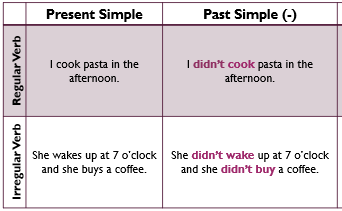 Present Simple
Past Simple (-)
Regular Verb
I cook pasta in the
afternoon.
I didn't cook pasta in the
afternoon.
Irregular Verb
She wakes up at 7 o'clock
and she buys a coffee.
She didn't wake up at 7 o'clock
and she didn't buy a coffee.